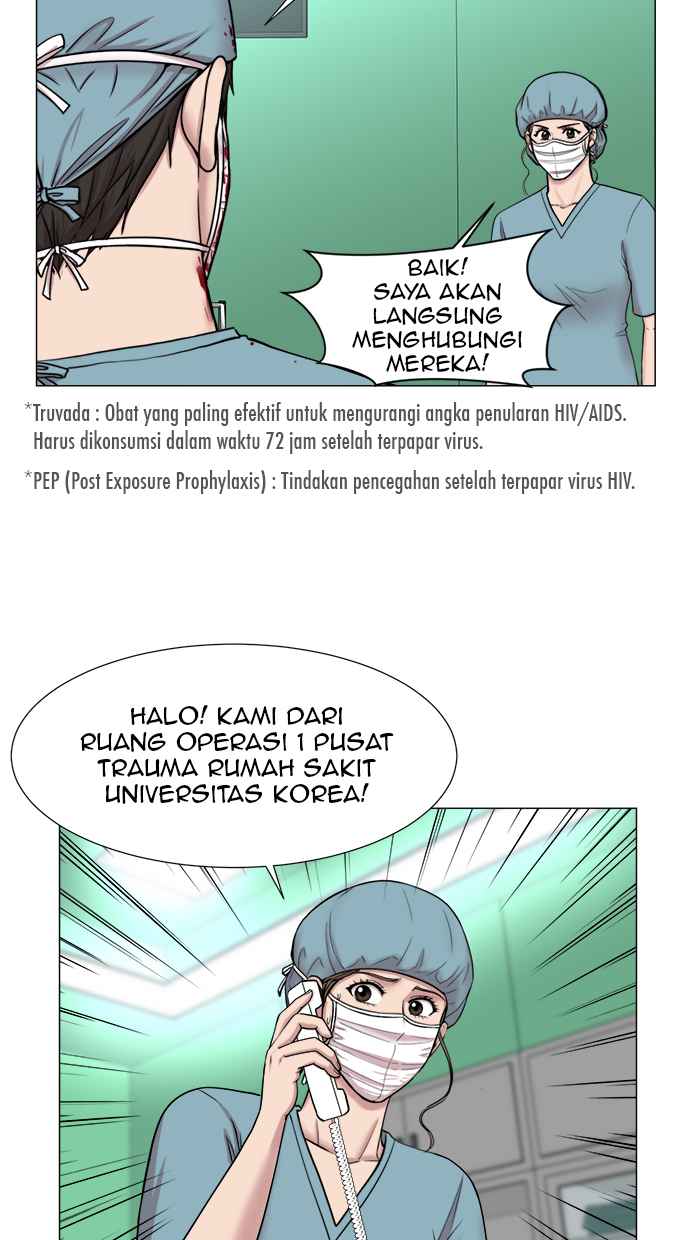 BAIK!
SAYA AKAN
LANGSUNG
MENGHUBUNGI
MEREKA!
*Truvada : Obat yang paling efektif untuk mengurangi angka penularan HIV/AIDS.
Harus dikonsumsi dalam waktu 72 jam setelah terpapar virus.
*PEP (Post Exposure Prophylaxis) : Tindakan pencegahan setelah terpapar virus HIV.
HALO! KAMI DARI
RUANG OPERASI 1 PUSAT
TRAUMA RUMAH SAKIT
UNIVERSITAS KOREA!